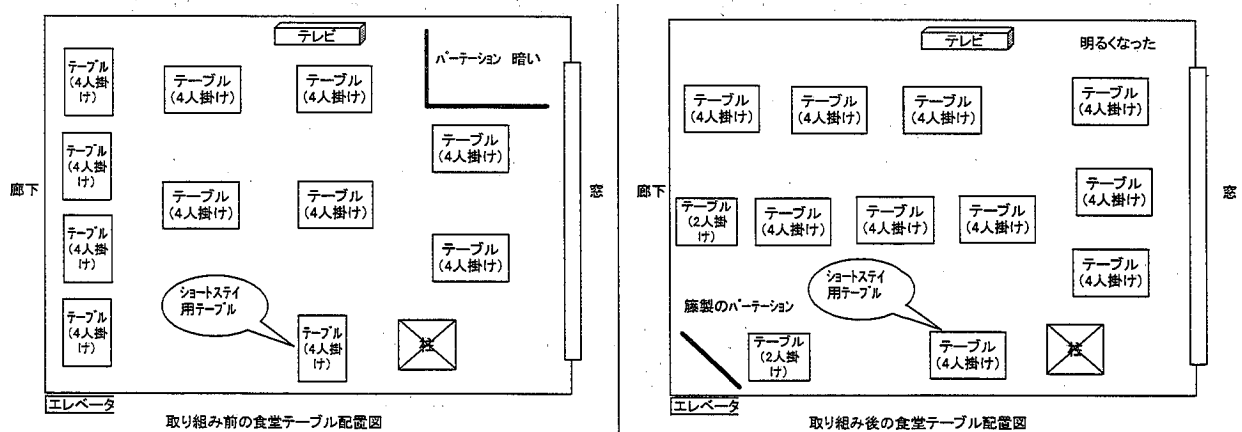 テレビ
パーテーション 暗い
テーブル
(4人掛
け)
テーブル
(4人掛け)
テーブル
(4人掛け)
テーブル
(4人掛け)
テーブル
(4人掛
け)
廊下
テーブル
(4人掛け)
テーブル
(4人掛け)
窓
テーブル
(4人掛
け)
テーブル
(4人掛け)
ショートステイ
用テーブル
テーブル
(4人掛
け)
テーブル
(4人掛
け)
柱
エレベータ
取り組み前の食堂テーブル配置図
テレビ
明るくなった
テーブル
(4人掛け)
テーブル
(4人掛け)
テーブル
(4人掛け)
テーブル
(4人掛け)
廊下
テーブル
(4人掛け)
窓
テーブル
(2人掛
け)
テーブル
(4人掛け)
テーブル
(4人掛け)
テーブル
(4人掛け)
テーブル
(4人掛け)
ショートステイ
用テーブル
籐製のパーテーション
テーブル
(2人掛
け)
テーブル
(4人掛け)
柱
エレベータ
取り組み後の食堂テーブル配置図